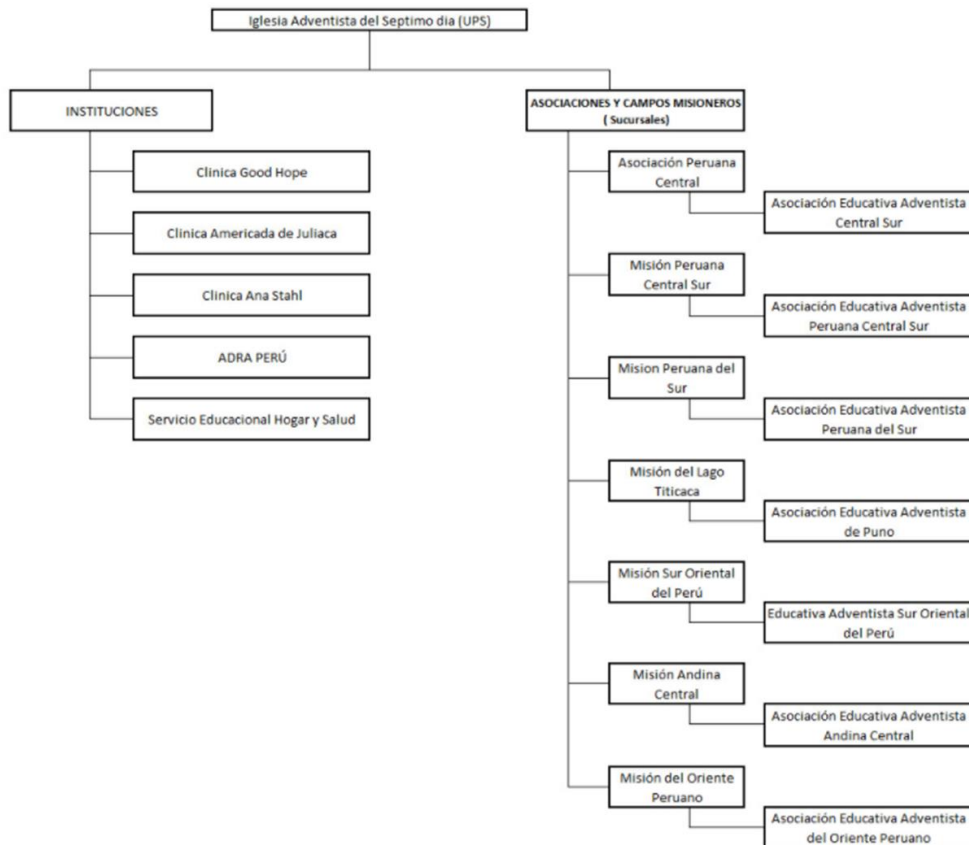 Iglesia Adventista del Septimo dia (UPS)
INSTITUCIONES
Clinica Good Hope
Clinica Americada de Juliaca
Clinica Ana Stahl
ADRA PERÚ
Servicio Educacional Hogar y Salud
ASOCIACIONES Y CAMPOS MISIONEROS
( Sucursales)
Asociación Peruana
Central
Asociación Educativa Adventista
Central Sur
Misión Peruana
Central Sur
Asociación Educativa Adventista
Peruana Central Sur
Mision Peruana del
Sur
Asociación Educativa Adventista
Peruana del Sur
Misión del Lago
Titicaca
Asociación Educativa Adventista
de Puno
Misión Sur Oriental
del Perú
Educativa Adventista Sur Oriental
del Perú
Misión Andina
Central
Asociación Educativa Adventista
Andina Central
Misión del Oriente
Peruano
Asociación Educativa Adventista
del Oriente Peruano